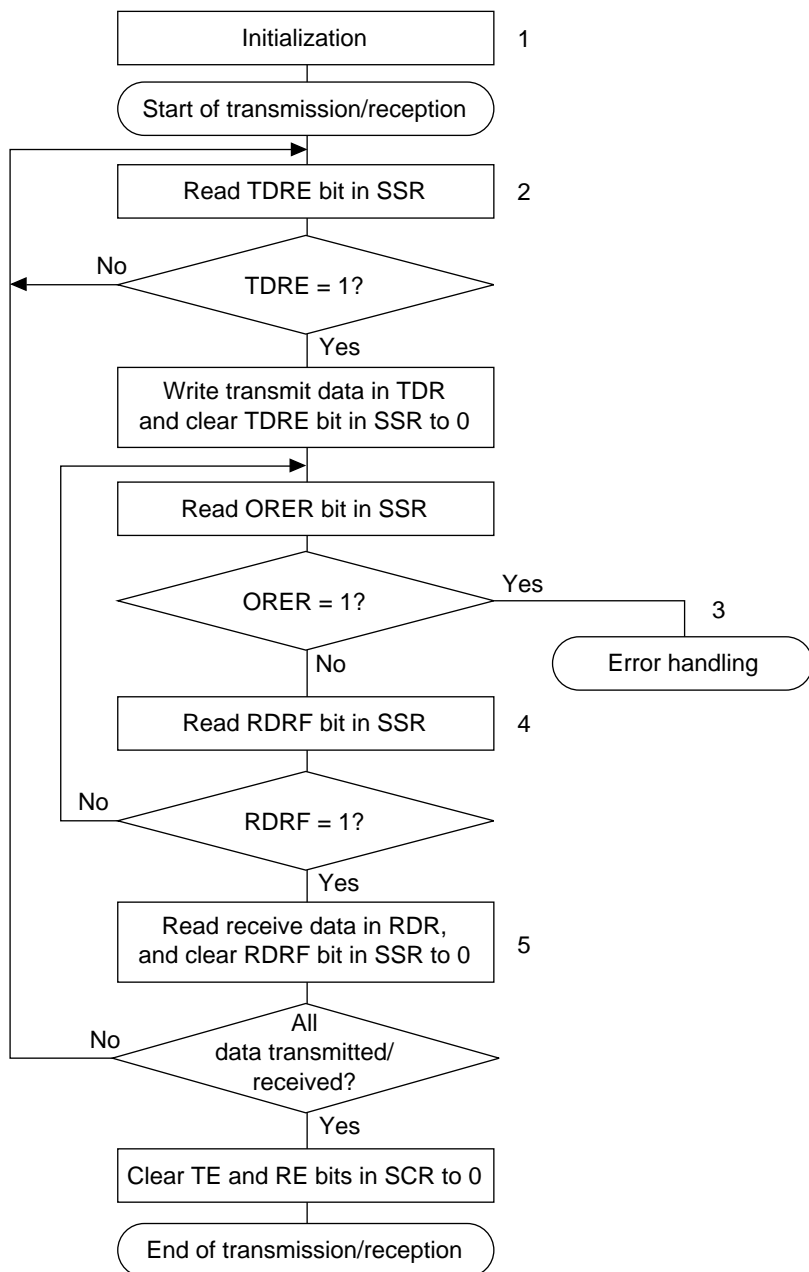 Initialization
1
Start of transmission/reception
Read TDRE bit in SSR
2
No
TDRE = 1?
Yes
Write transmit data in TDR
and clear TDRE bit in SSR to 0
Read ORER bit in SSR
Yes
ORER = 1?
3
No
Error handling
Read RDRF bit in SSR
4
No
RDRF = 1?
Yes
Read receive data in RDR,
and clear RDRF bit in SSR to 0
5
All
No
data transmitted/
received?
Yes
Clear TE and RE bits in SCR to 0
End of transmission/reception